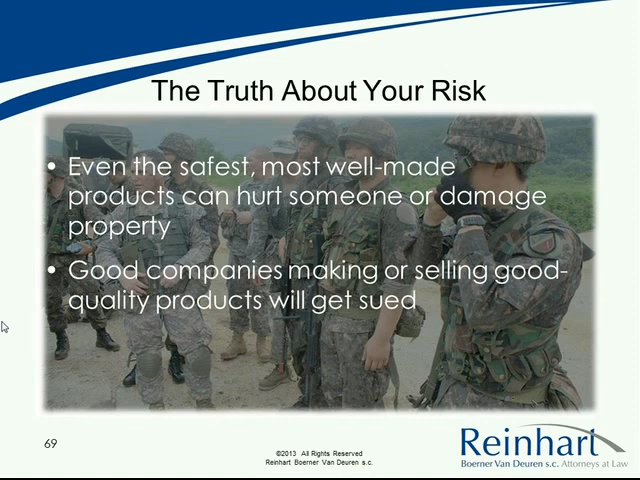 The Truth About Your Risk
• Even the safest, most well-made
products can hurt someone or damage
property
• Good companies making or selling good-
quality products will get sued
69
©2013 All Rights Reserved
Reinhart Boerner Van Deuren s.c.
Reinhart
Boerner Van Deuren s.c. Attorneys at Law